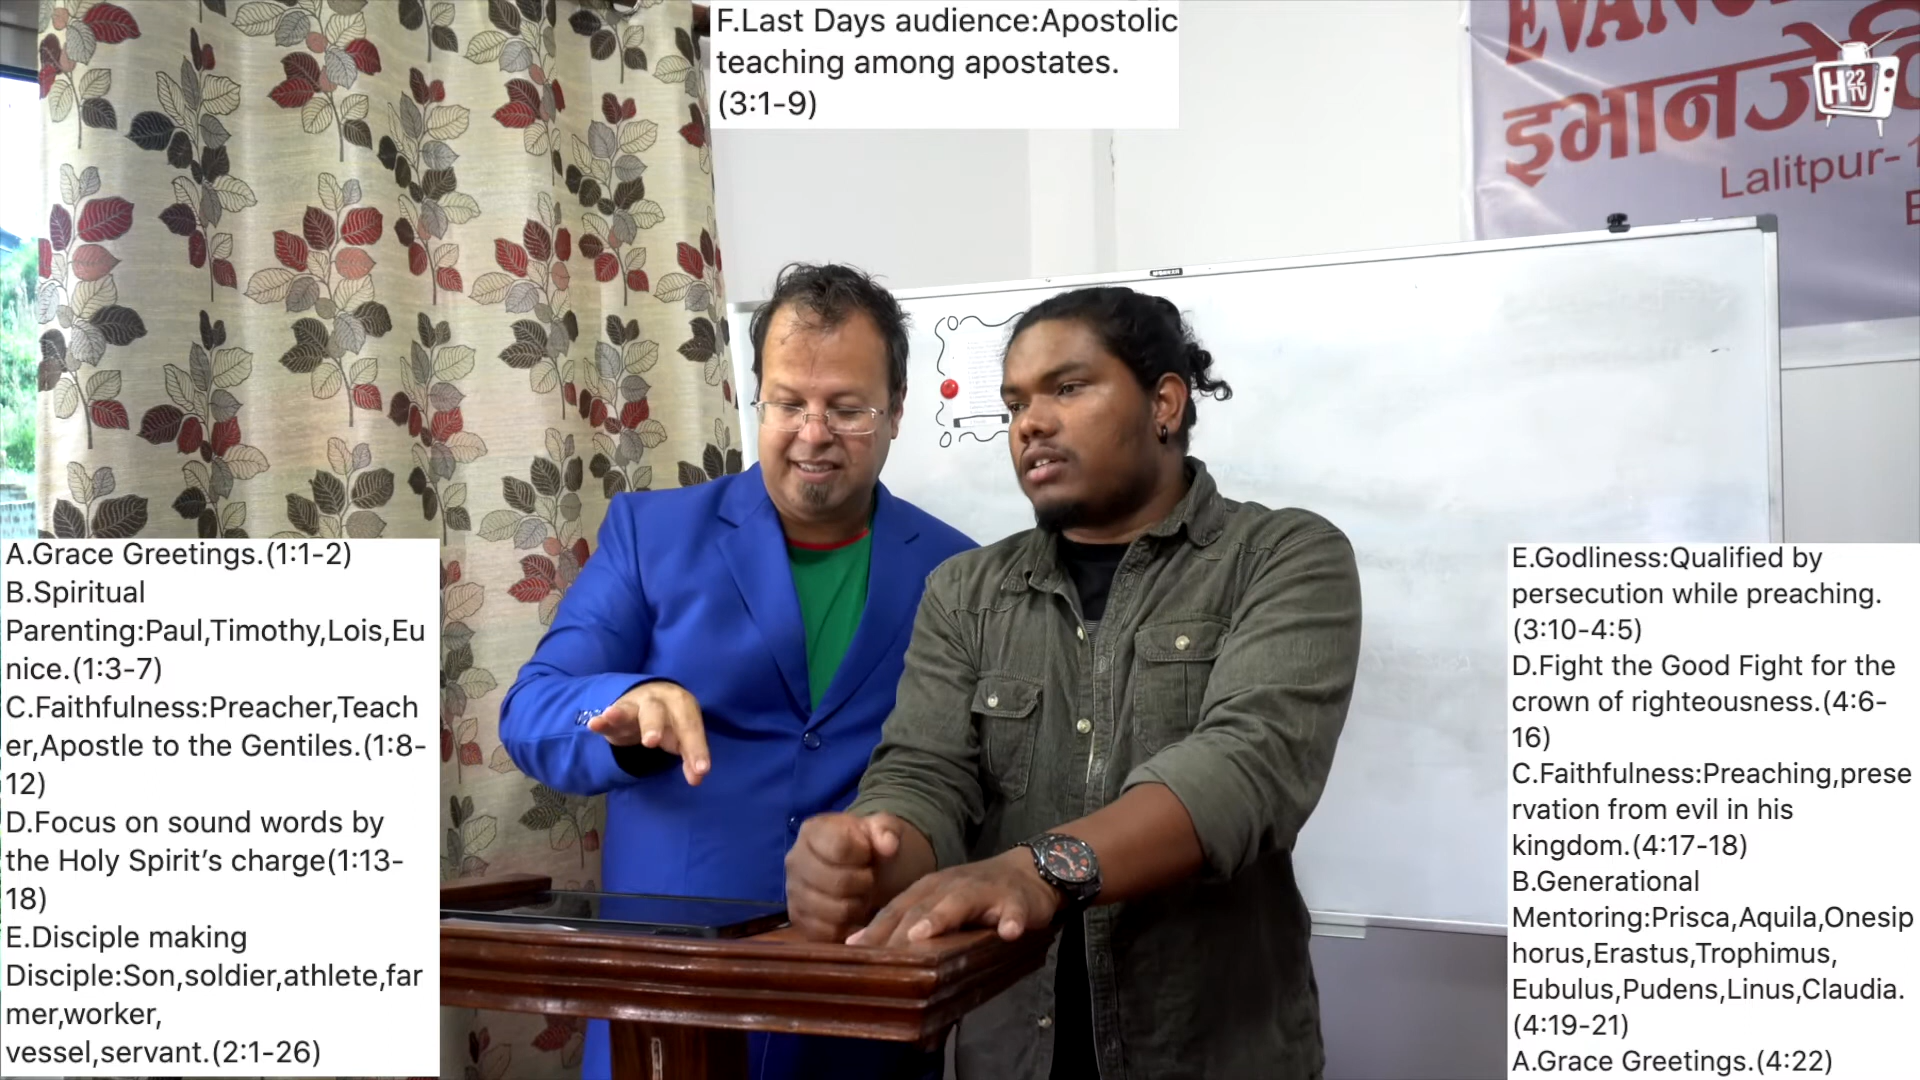 F.Last Days audience:Apostolic
teaching among apostates.
(3:1-9)
इभानजे
Lalitpur-1
H22
TV
A.Grace Greetings.(1:1-2)
B.Spiritual
Parenting:Paul,Timothy,Lois,Eu
nice.(1:3-7)
C.Faithfulness:Preacher,Teach
er,Apostle to the Gentiles.(1:8-
12)
D.Focus on sound words by
the Holy Spirit’s charge(1:13-
18)
E.Disciple making
Disciple:Son,soldier,athlete,far
mer,worker,
vessel,servant.(2:1-26)
E.Godliness:Qualified by
persecution while preaching.
(3:10-4:5)
D.Fight the Good Fight for the
crown of righteousness.(4:6-
16)
C.Faithfulness:Preaching,prese
rvation from evil in his
kingdom.(4:17-18)
B.Generational
Mentoring:Prisca,Aquila,Onesip
horus,Erastus,Trophimus,
Eubulus,Pudens,Linus,Claudia.
(4:19-21)
A.Grace Greetings.(4:22)